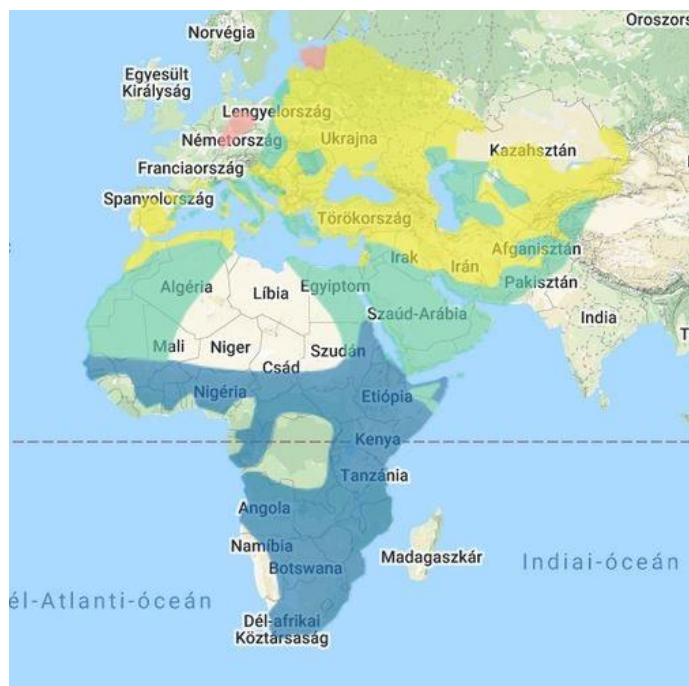 Oroszors
Norvégia
Egyesült
Királyság
Lengyelország
Németország
Ukrajna
Kazahsztán
Franciaország
Spanyolország
Törökország
Afganisztán
Irak
Irán
Algéria
Líbia
Egyiptom
Pakisztán
India
Szaúd-Arábia
Mali
Niger
Szudán
Csád
Nigéria
Etiópia
Kenya
Tanzánia
Angola
Namíbia
Botswana
Madagaszkár
Indiai-óceán
él-Atlanti-óceán
Dél-afrikai
Köztársaság